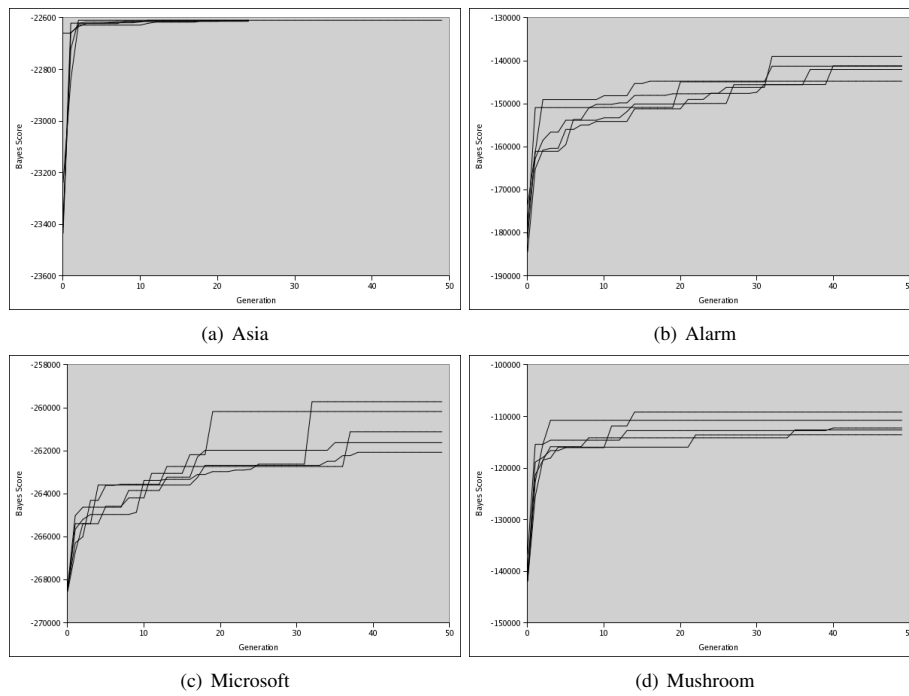 -22600
-22800
-23000
-23200
-23400
-23600
Bayes Score
0 10 20 30 40 50
Generation
(a) Asia
-130000
-140000
-150000
-160000
-170000
-180000
-190000
Bayes Score
0 10 20 30 40 50
Generation
(b) Alarm
-258000
-260000
-262000
-264000
-266000
-268000
-270000
Bayes Score
0 10 20 30 40 50
Generation
(c) Microsoft
-100000
-110000
-120000
-130000
-140000
-150000
Bayes Score
0 10 20 30 40 50
Generation
(d) Mushroom